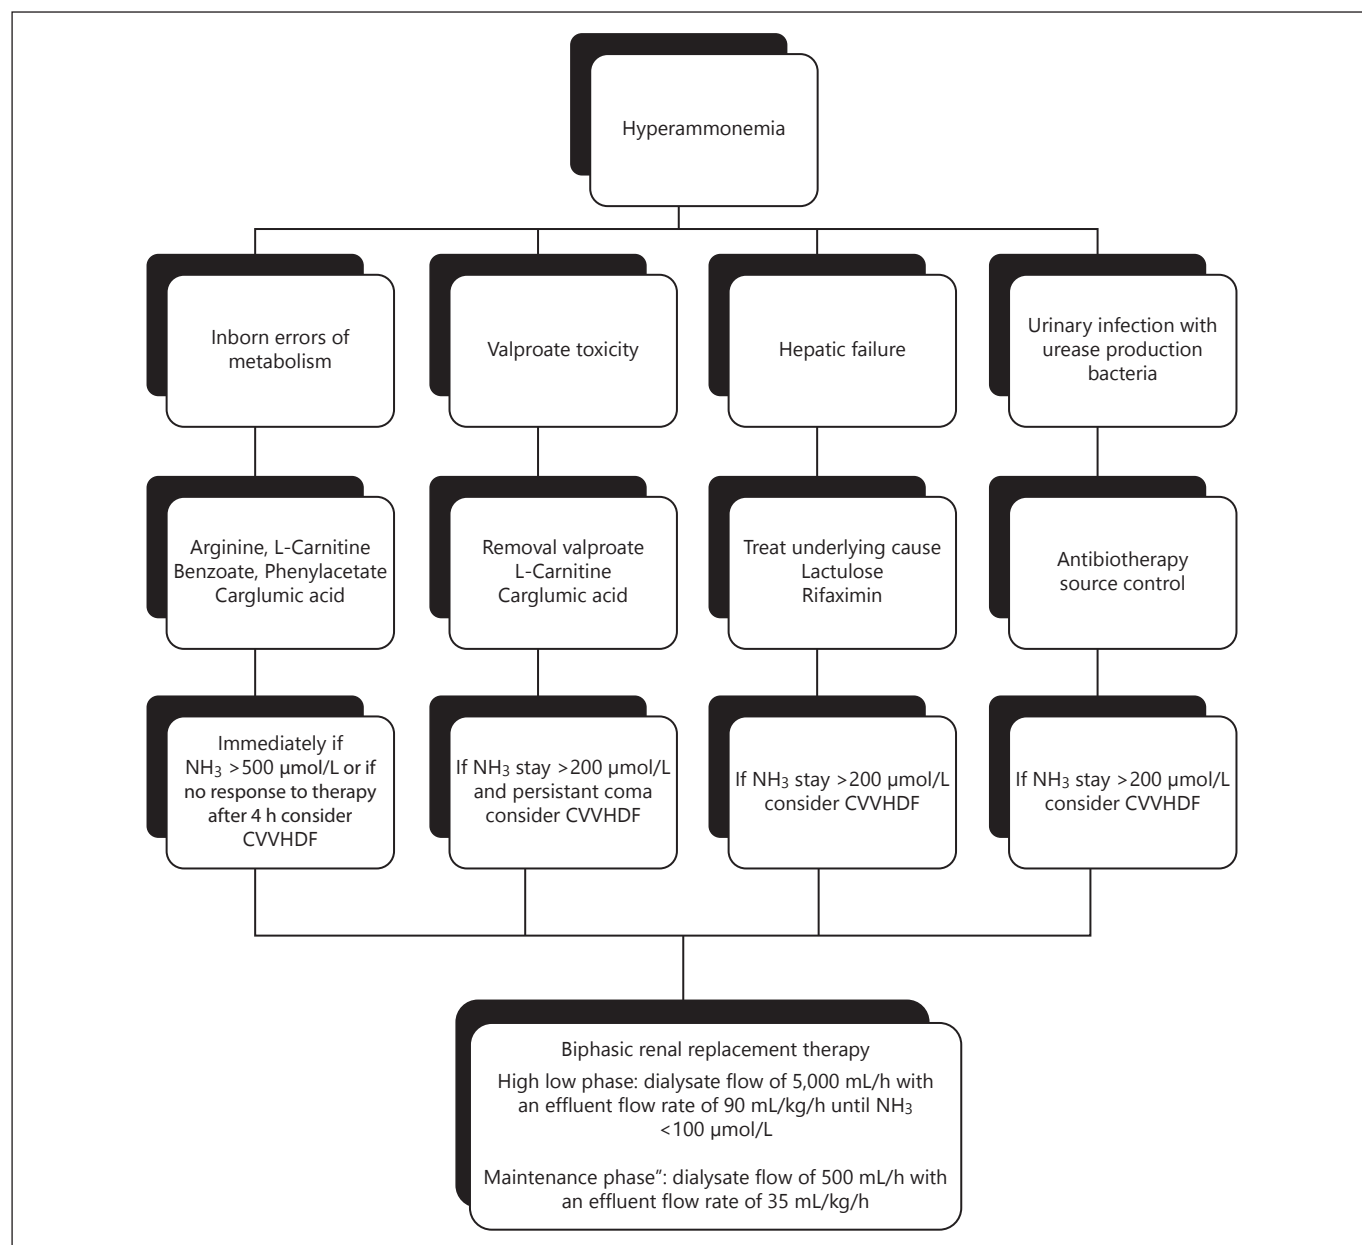 Hyperammonemia
Inborn errors of
metabolism
Valproate toxicity
Hepatic failure
Urinary infection with
urease production
bacteria
Arginine, L-Carnitine
Benzoate, Phenylacetate
Carglumic acid
Removal valproate
L-Carnitine
Carglumic acid
Treat underlying cause
Lactulose
Rifaximin
Antibiotherapy
source control
Immediately if
NH₃ >500 μmol/L or if
no response to therapy
after 4 h consider
CVVHDF
If NH₃ stay >200 μmol/L
and persistant coma
consider CVVHDF
If NH₃ stay >200 μmol/L
consider CVVHDF
If NH₃ stay >200 μmol/L
consider CVVHDF
Biphasic renal replacement therapy
High low phase: dialysate flow of 5,000 mL/h with
an effluent flow rate of 90 mL/kg/h until NH₃
<100 μmol/L
Maintenance phase”: dialysate flow of 500 mL/h with
an effluent flow rate of 35 mL/kg/h